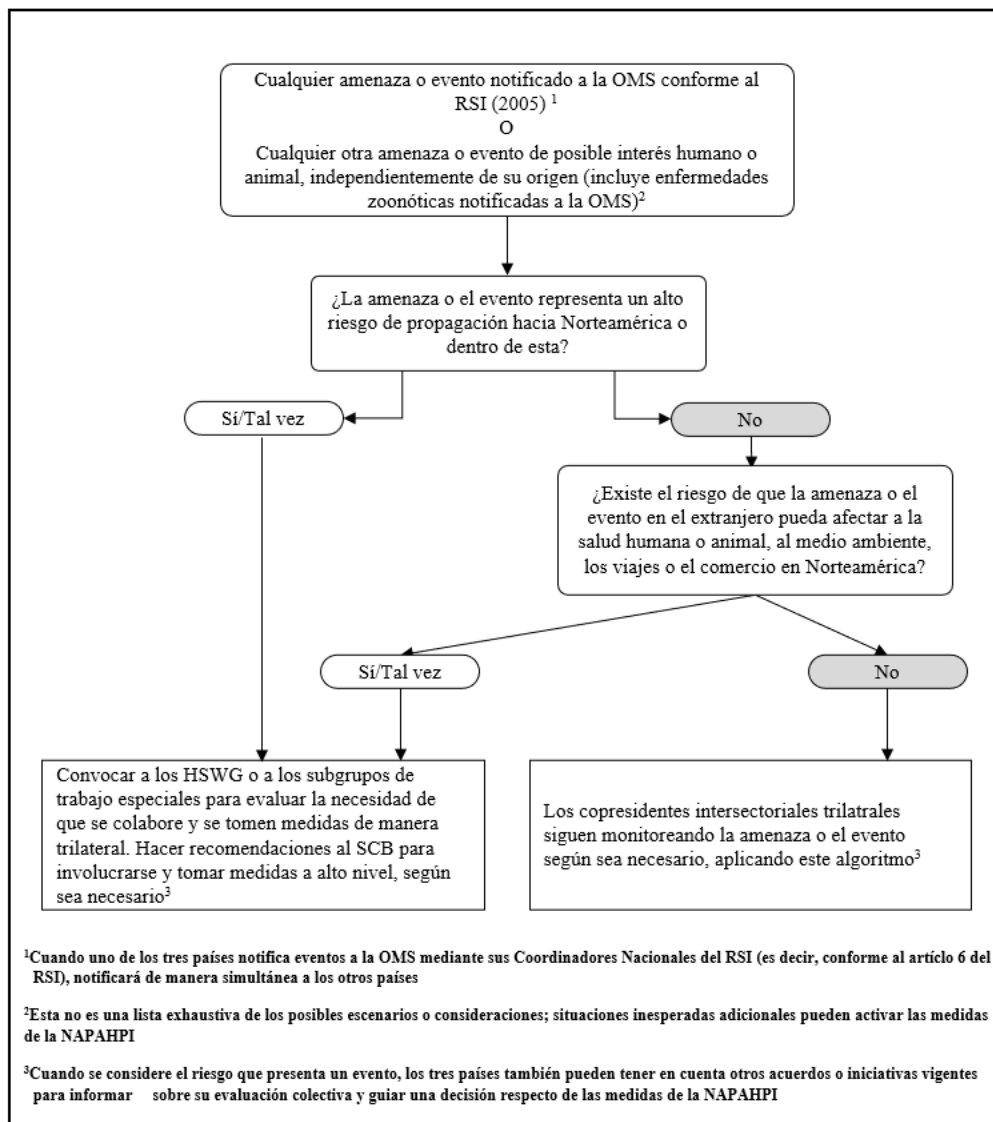 Cualquier amenaza o evento notificado a la OMS conforme al
RSI (2005) ¹
O
Cualquier otra amenaza o evento de posible interés humano o
animal, independientemente de su origen (incluye enfermedades
zoonóticas notificadas a la OMS)²
¿La amenaza o el evento representa un alto
riesgo de propagación hacia Norteamérica o
dentro de esta?
Sí/Tal vez
No
¿Existe el riesgo de que la amenaza o el
evento en el extranjero pueda afectar a la
salud humana o animal, al medio ambiente,
los viajes o el comercio en Norteamérica?
Sí/Tal vez
No
Convocar a los HSWG o a los subgrupos de
trabajo especiales para evaluar la necesidad de
que se colabore y se tomen medidas de manera
trilateral. Hacer recomendaciones al SCB para
involucrarse y tomar medidas a alto nivel, según
sea necesario³
Los copresidentes intersectoriales trilatrales
siguen monitoreando la amenaza o el evento
según sea necesario, aplicando este algoritmo³
¹Cuando uno de los tres países notifica eventos a la OMS mediante sus Coordinadores Nacionales del RSI (es decir, conforme al artíclo 6 del
RSI), notificará de manera simultánea a los otros países
²Esta no es una lista exhaustiva de los posibles escenarios o consideraciones; situaciones inesperadas adicionales pueden activar las medidas
de la NAPAHPI
³Cuando se considere el riesgo que presenta un evento, los tres países también pueden tener en cuenta otros acuerdos o iniciativas vigentes
para informar sobre su evaluación colectiva y guiar una decisión respecto de las medidas de la NAPAHPI